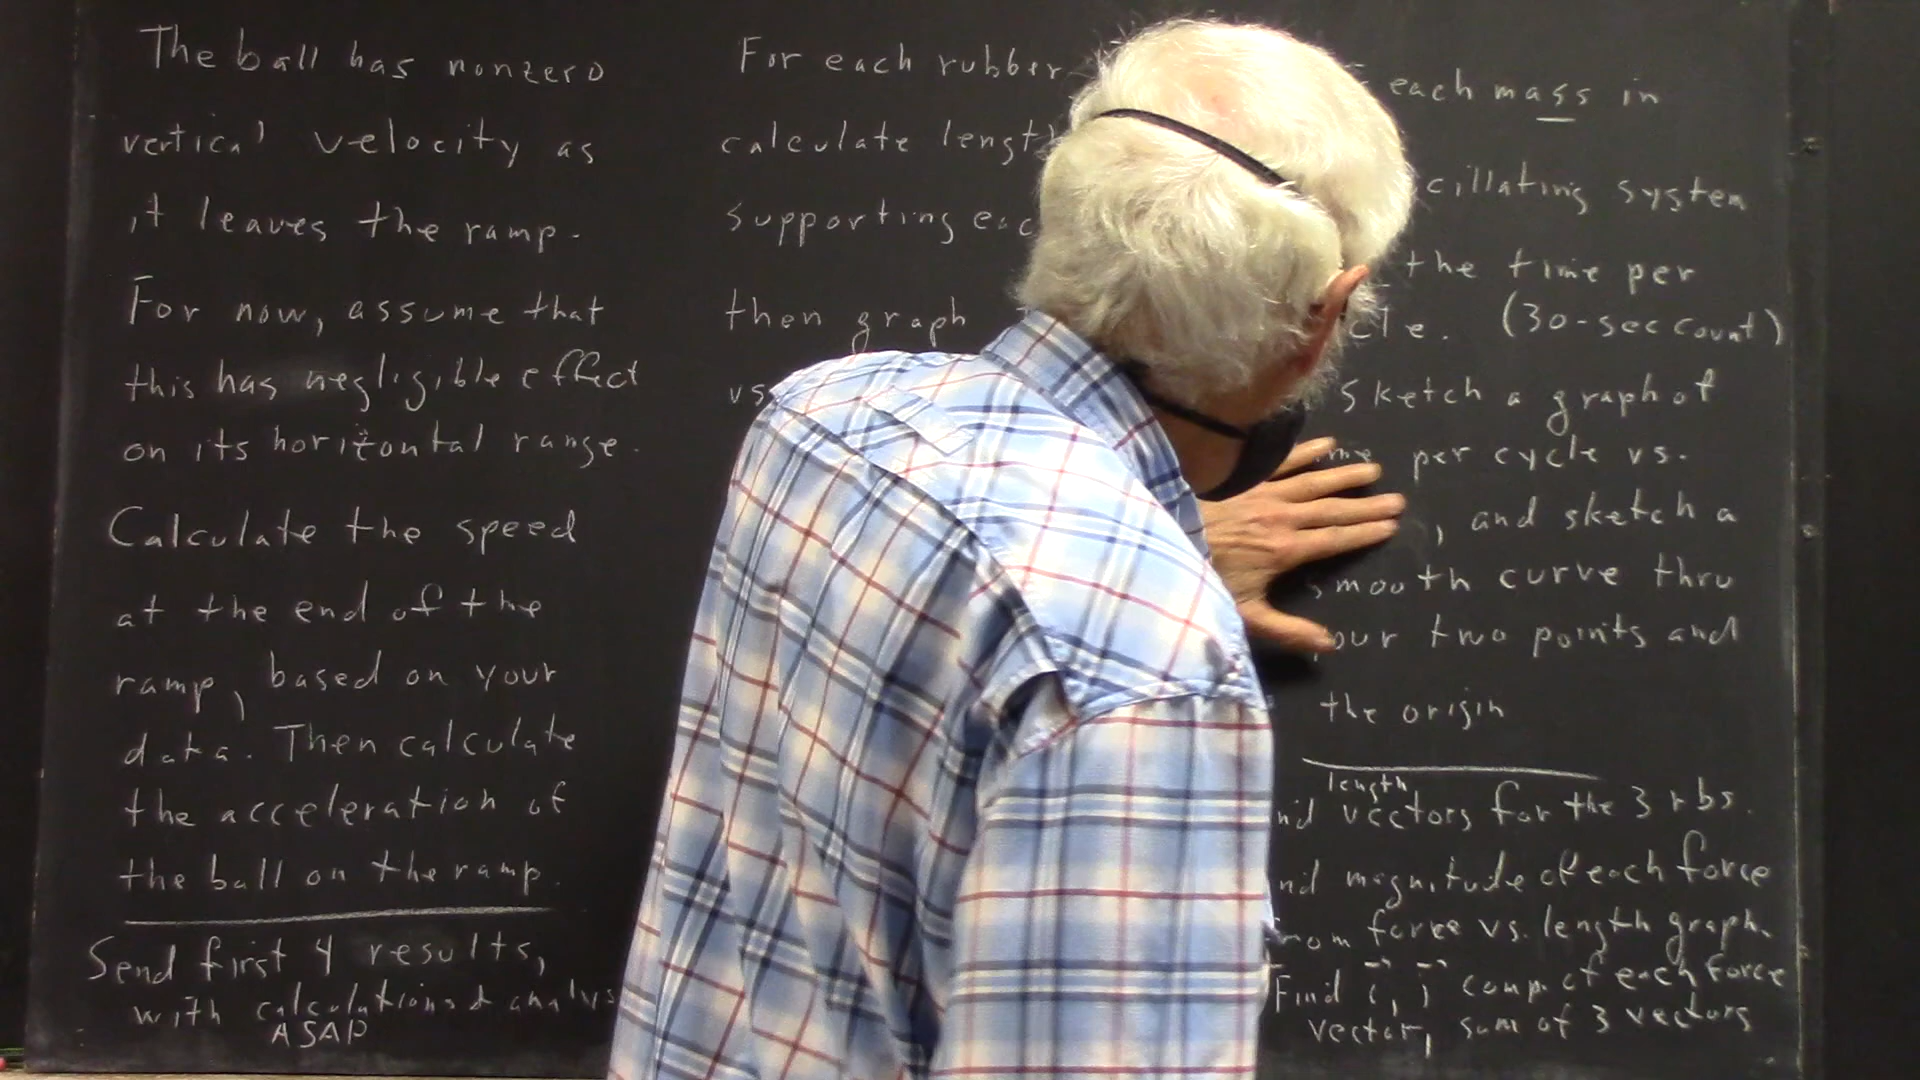 The ball has nonzero
vertical velocity as
it leaves the ramp.
For now, assume that
this has negligible effect
on its horizontal range.
Calculate the speed
at the end of the
ramp, based on your
data. Then calculate
the acceleration of
the ball on the ramp.
Send first 4 results,
with calculations & analys
ASAP
For each rubber
calculate lengt
supporting eac
then graph
vs
each mass in
cillating system
the time per
cle. (30-sec count)
Sketch a graph of
me per cycle vs.
, and sketch a
smooth curve thru
your two points and
the origin
length
nd vectors for the 3 rbs.
nd magnitude of each force
rom force vs. length graph.
Find i, j comp. of each force
vector, sum of 3 vectors